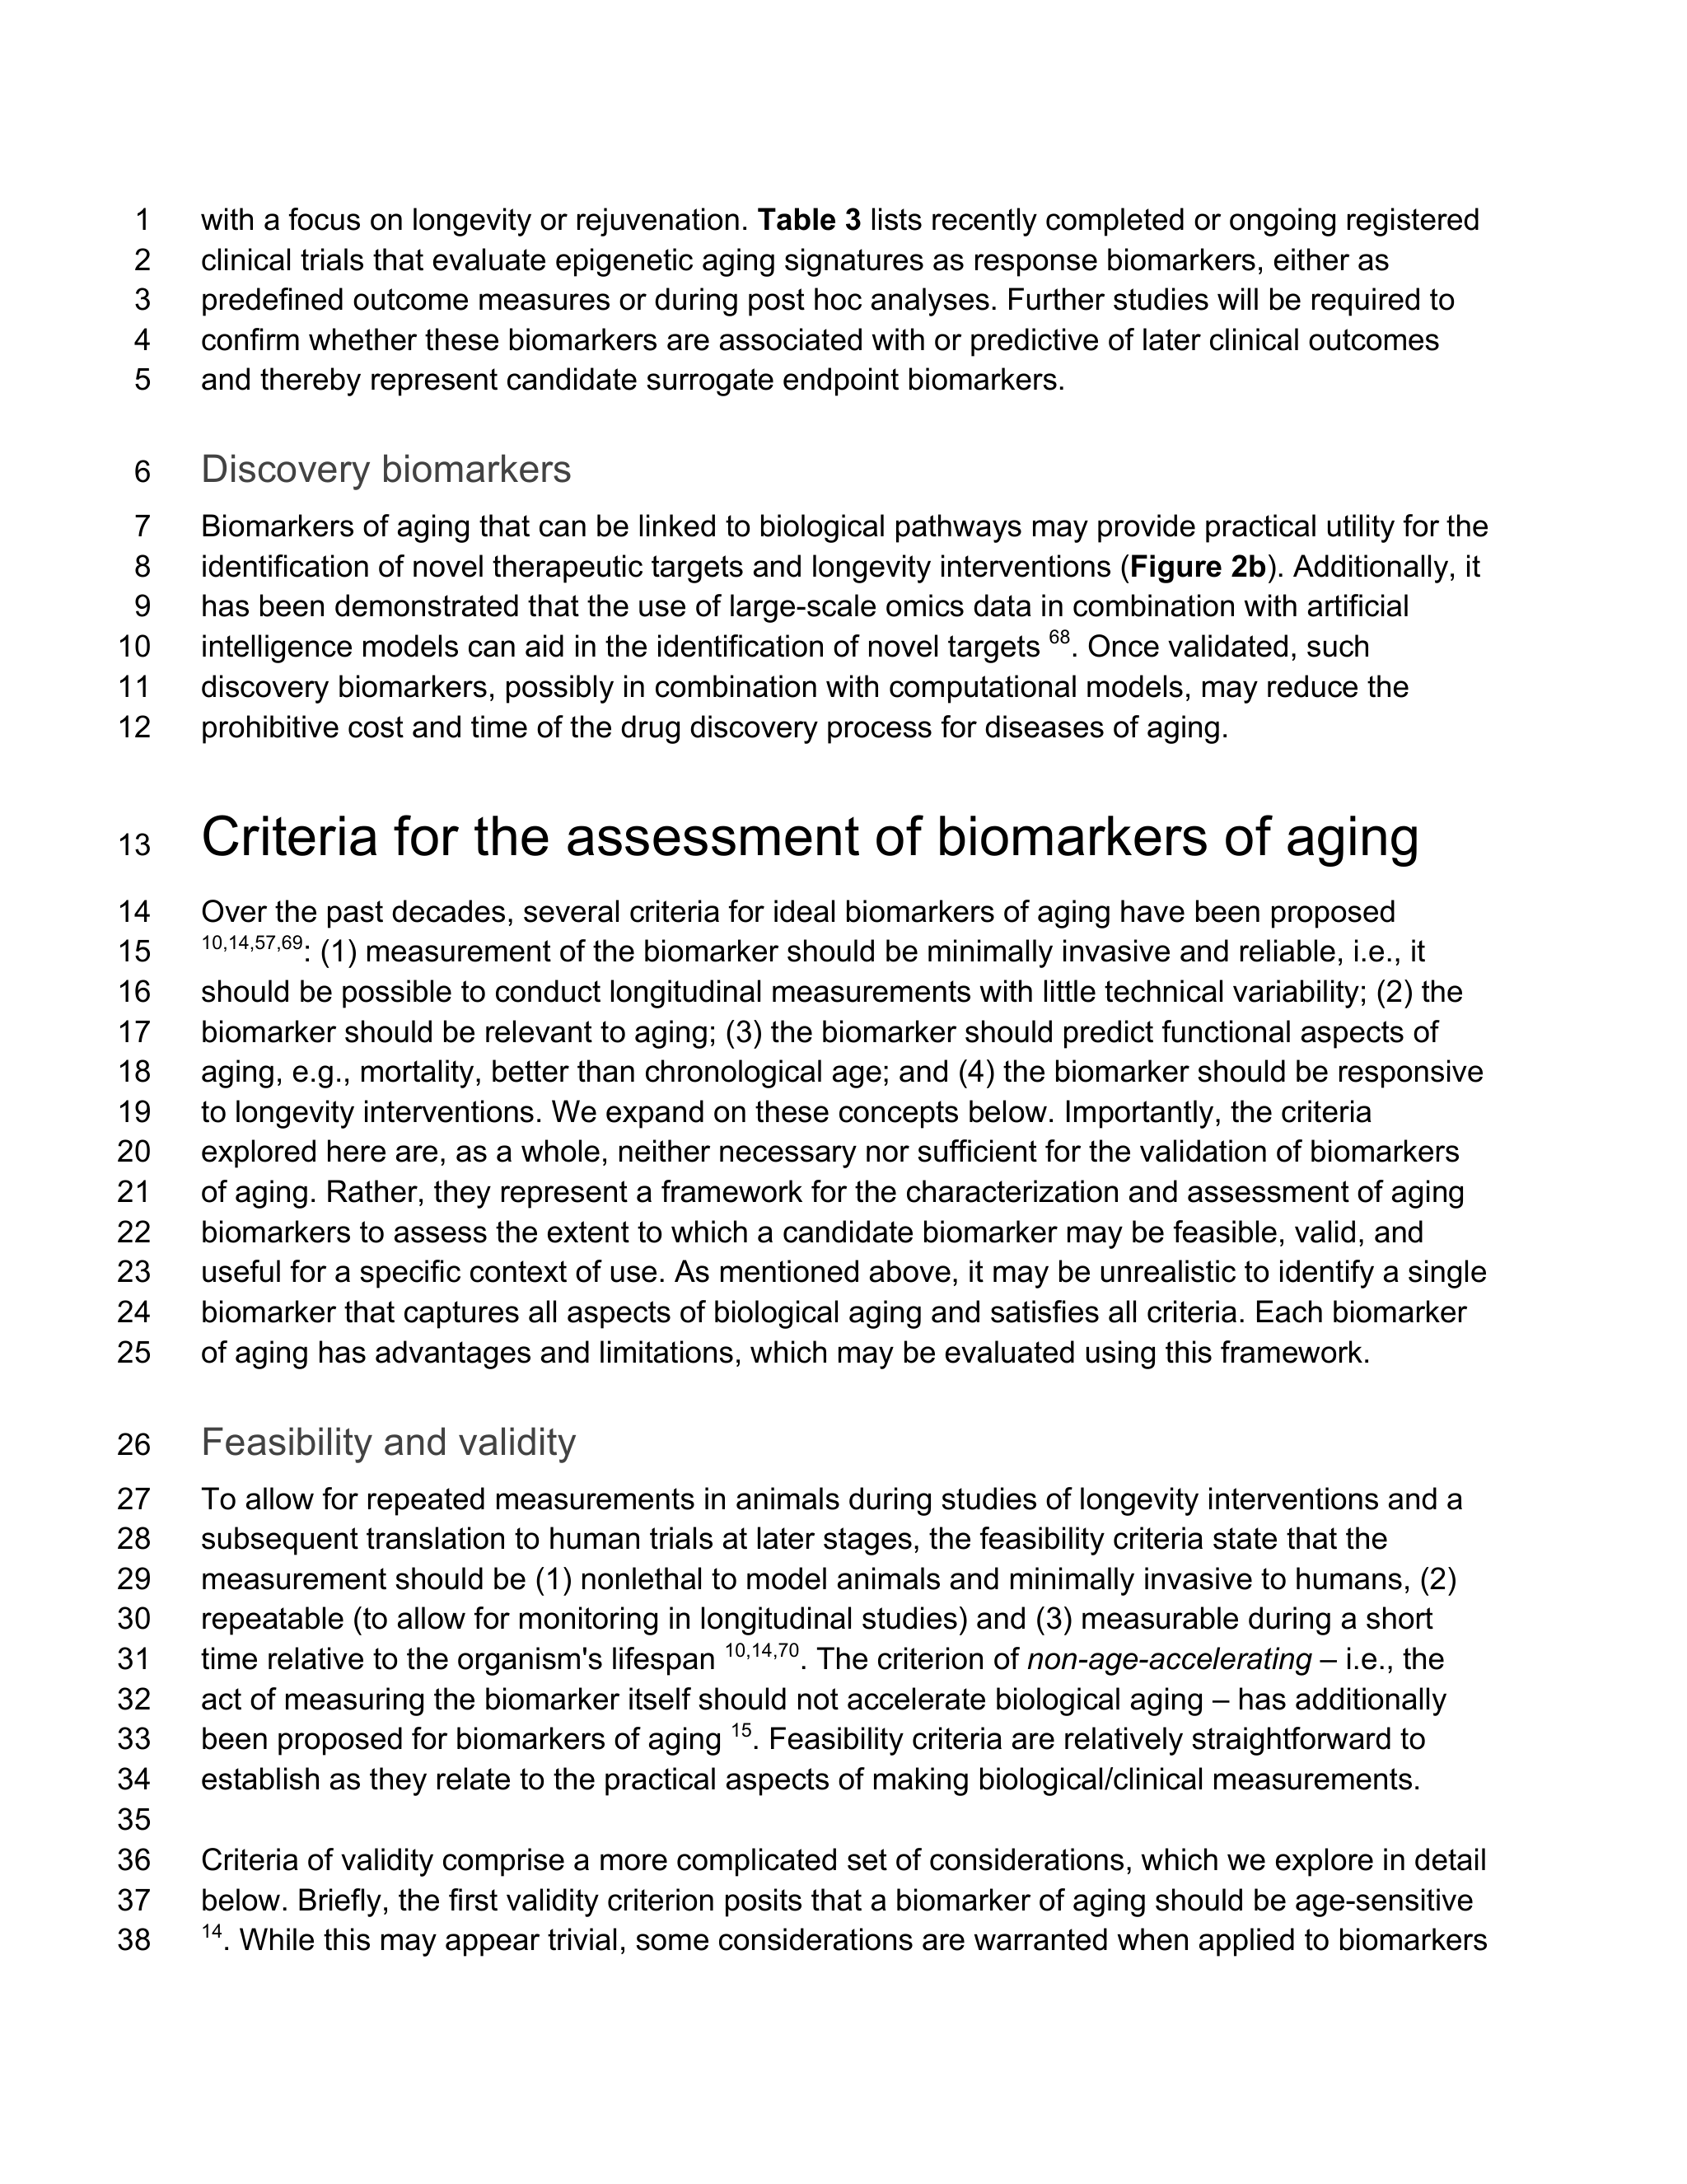 1 with a focus on longevity or rejuvenation. Table 3 lists recently completed or ongoing registered
2 clinical trials that evaluate epigenetic aging signatures as response biomarkers, either as
3 predefined outcome measures or during post hoc analyses. Further studies will be required to
4 confirm whether these biomarkers are associated with or predictive of later clinical outcomes
5 and thereby represent candidate surrogate endpoint biomarkers.
6 Discovery biomarkers
7 Biomarkers of aging that can be linked to biological pathways may provide practical utility for the
8 identification of novel therapeutic targets and longevity interventions (Figure 2b). Additionally, it
9 has been demonstrated that the use of large-scale omics data in combination with artificial
10 intelligence models can aid in the identification of novel targets 68. Once validated, such
11 discovery biomarkers, possibly in combination with computational models, may reduce the
12 prohibitive cost and time of the drug discovery process for diseases of aging.
13 Criteria for the assessment of biomarkers of aging
14 Over the past decades, several criteria for ideal biomarkers of aging have been proposed
15 10,14,57,69: (1) measurement of the biomarker should be minimally invasive and reliable, i.e., it
16 should be possible to conduct longitudinal measurements with little technical variability; (2) the
17 biomarker should be relevant to aging; (3) the biomarker should predict functional aspects of
18 aging, e.g., mortality, better than chronological age; and (4) the biomarker should be responsive
19 to longevity interventions. We expand on these concepts below. Importantly, the criteria
20 explored here are, as a whole, neither necessary nor sufficient for the validation of biomarkers
21 of aging. Rather, they represent a framework for the characterization and assessment of aging
22 biomarkers to assess the extent to which a candidate biomarker may be feasible, valid, and
23 useful for a specific context of use. As mentioned above, it may be unrealistic to identify a single
24 biomarker that captures all aspects of biological aging and satisfies all criteria. Each biomarker
25 of aging has advantages and limitations, which may be evaluated using this framework.
26 Feasibility and validity
27 To allow for repeated measurements in animals during studies of longevity interventions and a
28 subsequent translation to human trials at later stages, the feasibility criteria state that the
29 measurement should be (1) nonlethal to model animals and minimally invasive to humans, (2)
30 repeatable (to allow for monitoring in longitudinal studies) and (3) measurable during a short
31 time relative to the organism's lifespan 10,14,70. The criterion of non-age-accelerating – i.e., the
32 act of measuring the biomarker itself should not accelerate biological aging – has additionally
33 been proposed for biomarkers of aging 15. Feasibility criteria are relatively straightforward to
34 establish as they relate to the practical aspects of making biological/clinical measurements.
35
36 Criteria of validity comprise a more complicated set of considerations, which we explore in detail
37 below. Briefly, the first validity criterion posits that a biomarker of aging should be age-sensitive
38 14. While this may appear trivial, some considerations are warranted when applied to biomarkers